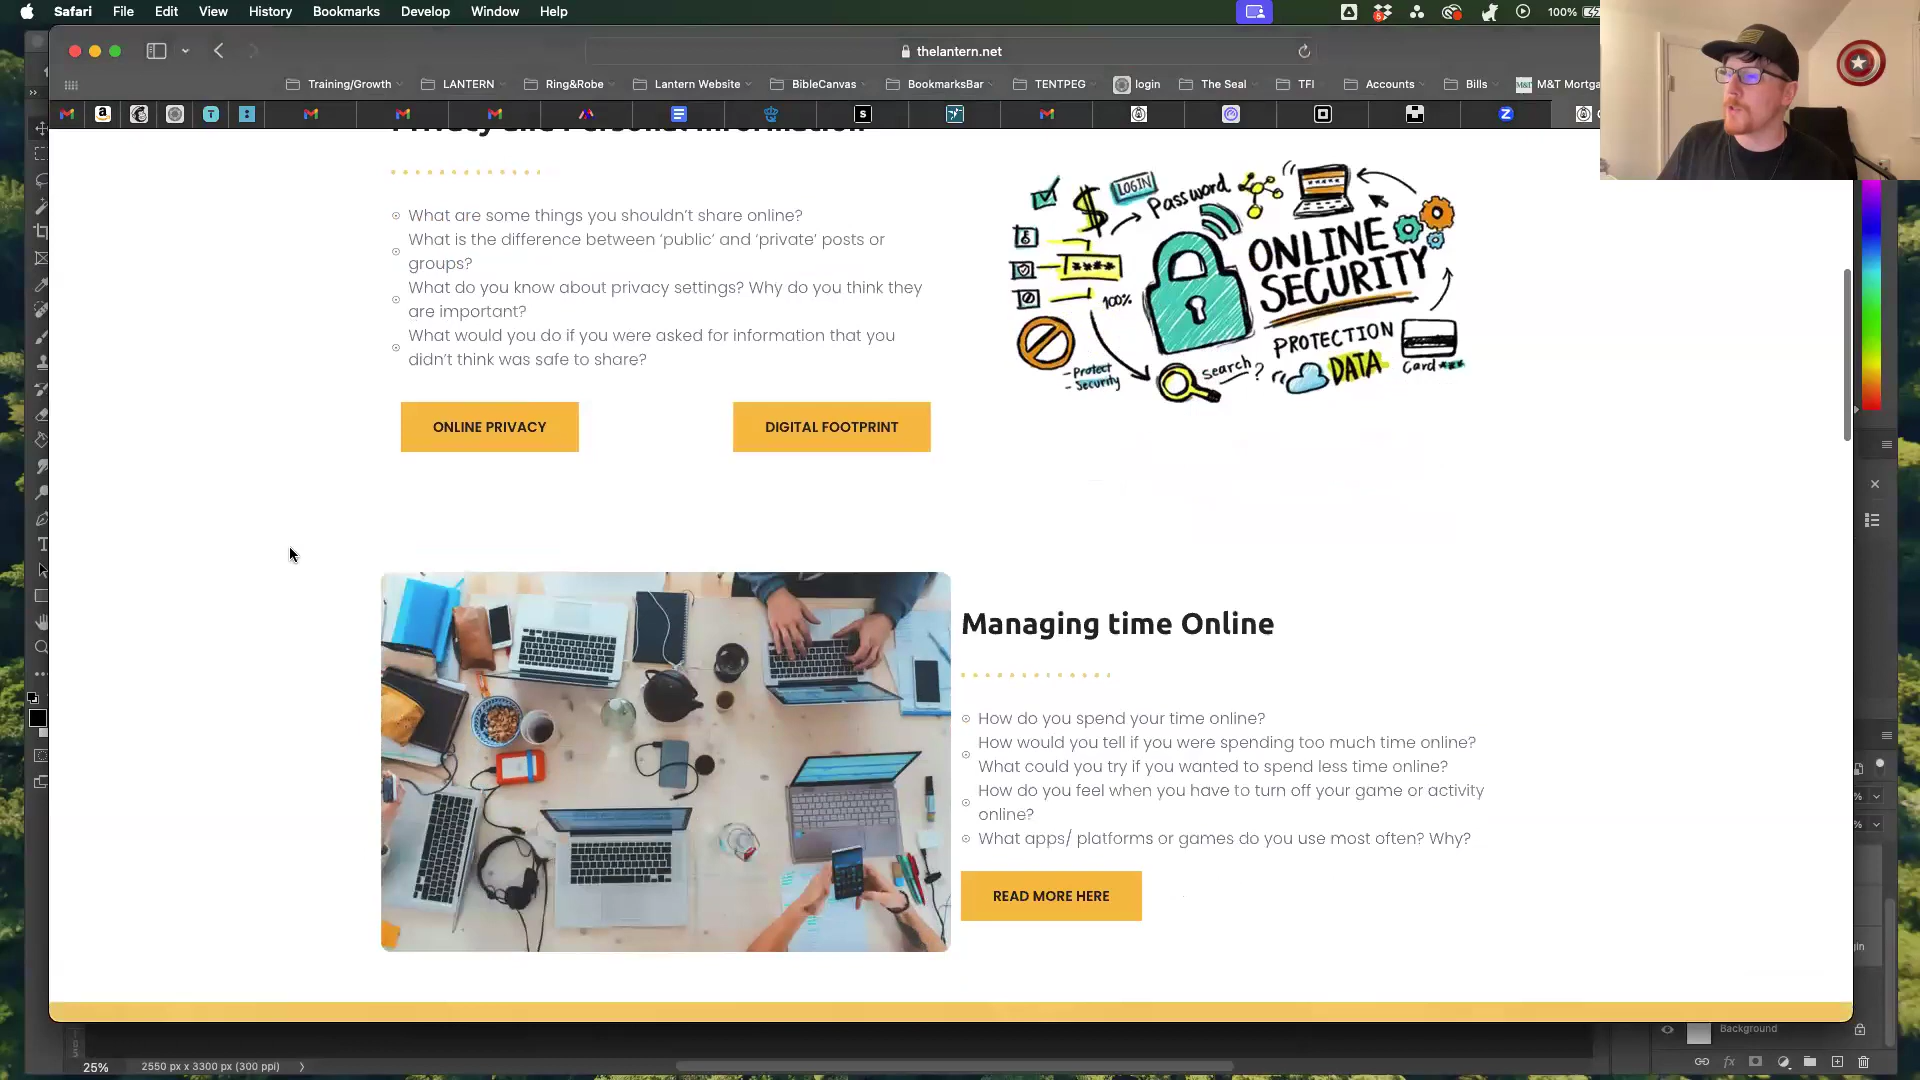 Safari File Edit View History Bookmarks Develop Window Help
100%
thelantern.net
Training/Growth LANTERN Ring&Robe Lantern Website BibleCanvas BookmarksBar TENTPEG login The Seal TFI Accounts Bills M&T M&T Mortga
Privacy and Personal Information
What are some things you shouldn’t share online?
What is the difference between ‘public’ and ‘private’ posts or
groups?
What do you know about privacy settings? Why do you think they
are important?
What would you do if you were asked for information that you
didn’t think was safe to share?
ONLINE PRIVACY
DIGITAL FOOTPRINT
LOGIN
Password
ONLINE
SECURITY
100%
PROTECTION
DATA
Card ***
Search?
- Protect
- Security
Managing time Online
How do you spend your time online?
How would you tell if you were spending too much time online?
What could you try if you wanted to spend less time online?
How do you feel when you have to turn off your game or activity
online?
What apps/ platforms or games do you use most often? Why?
READ MORE HERE
Background
25% 2550 px x 3300 px (300 ppi)
fx